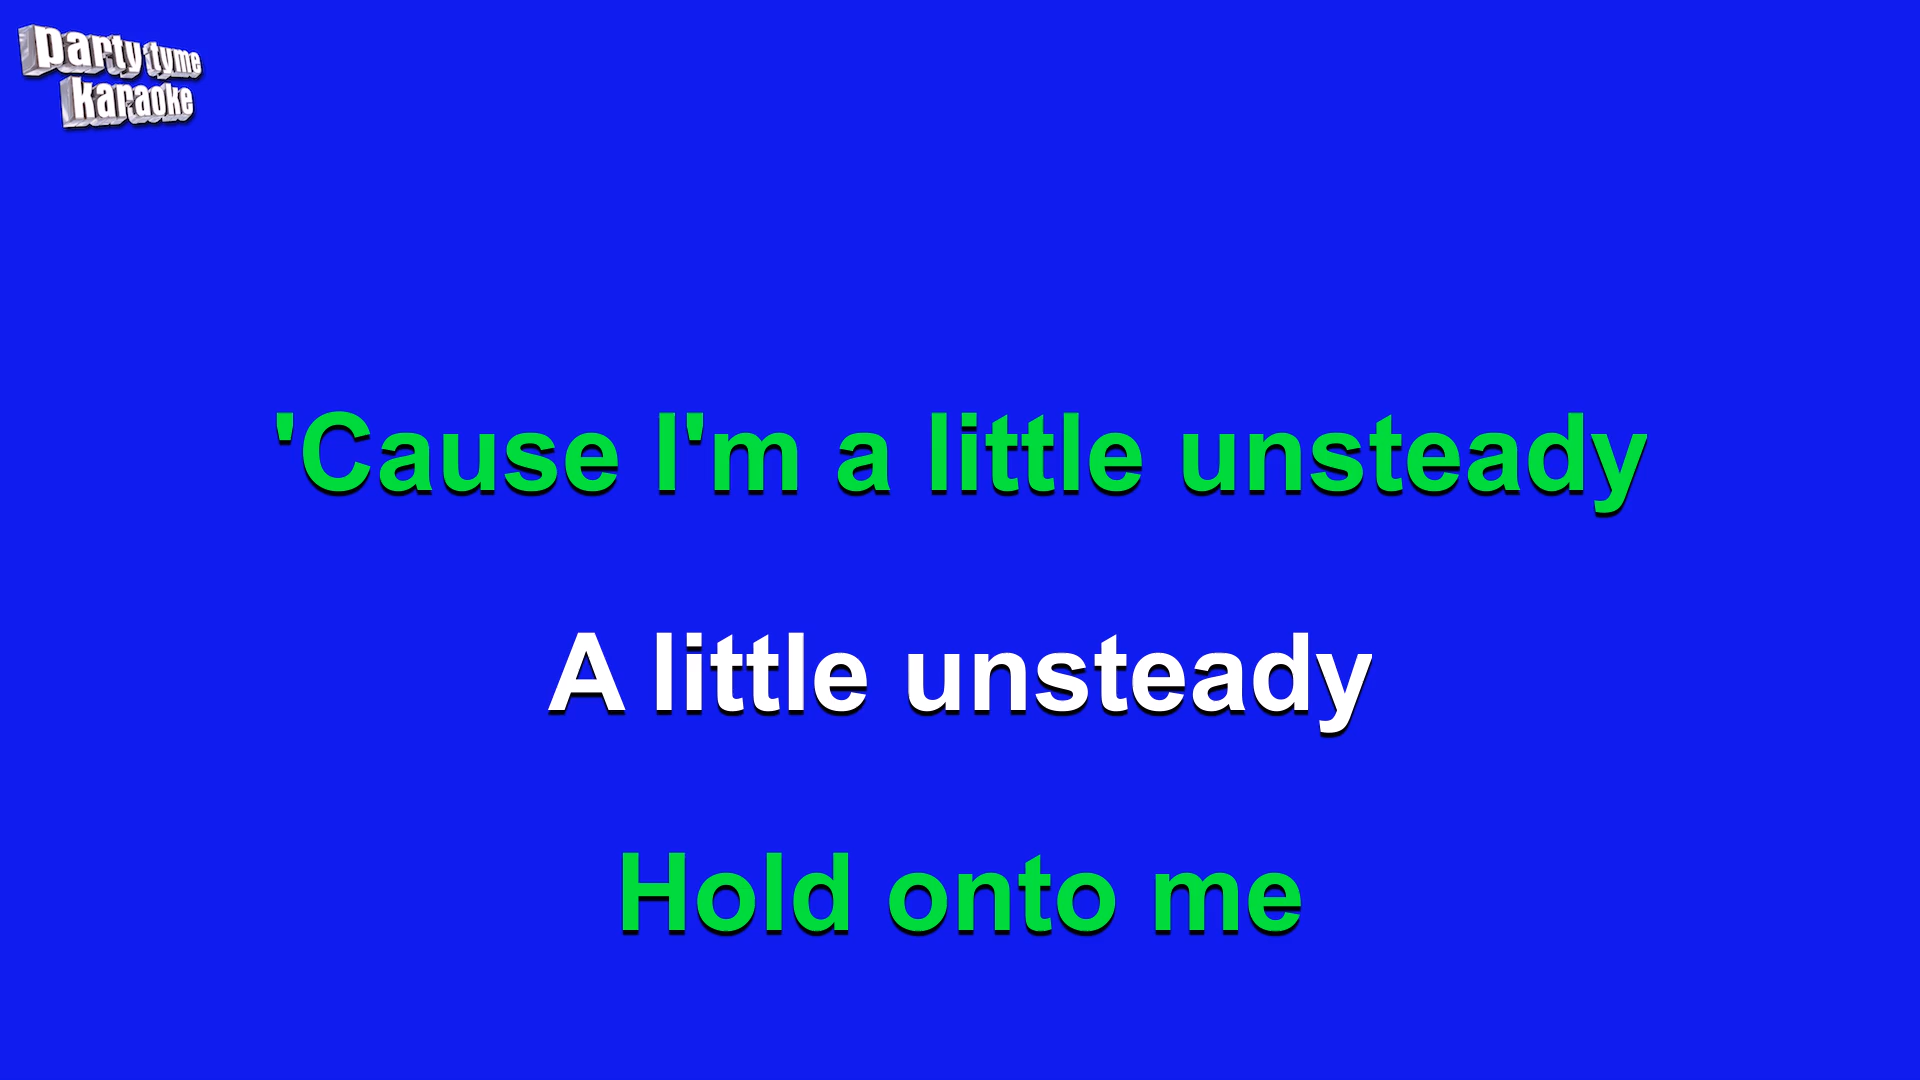 party tyme
karaoke
'Cause I'm a little unsteady
A little unsteady
Hold onto me